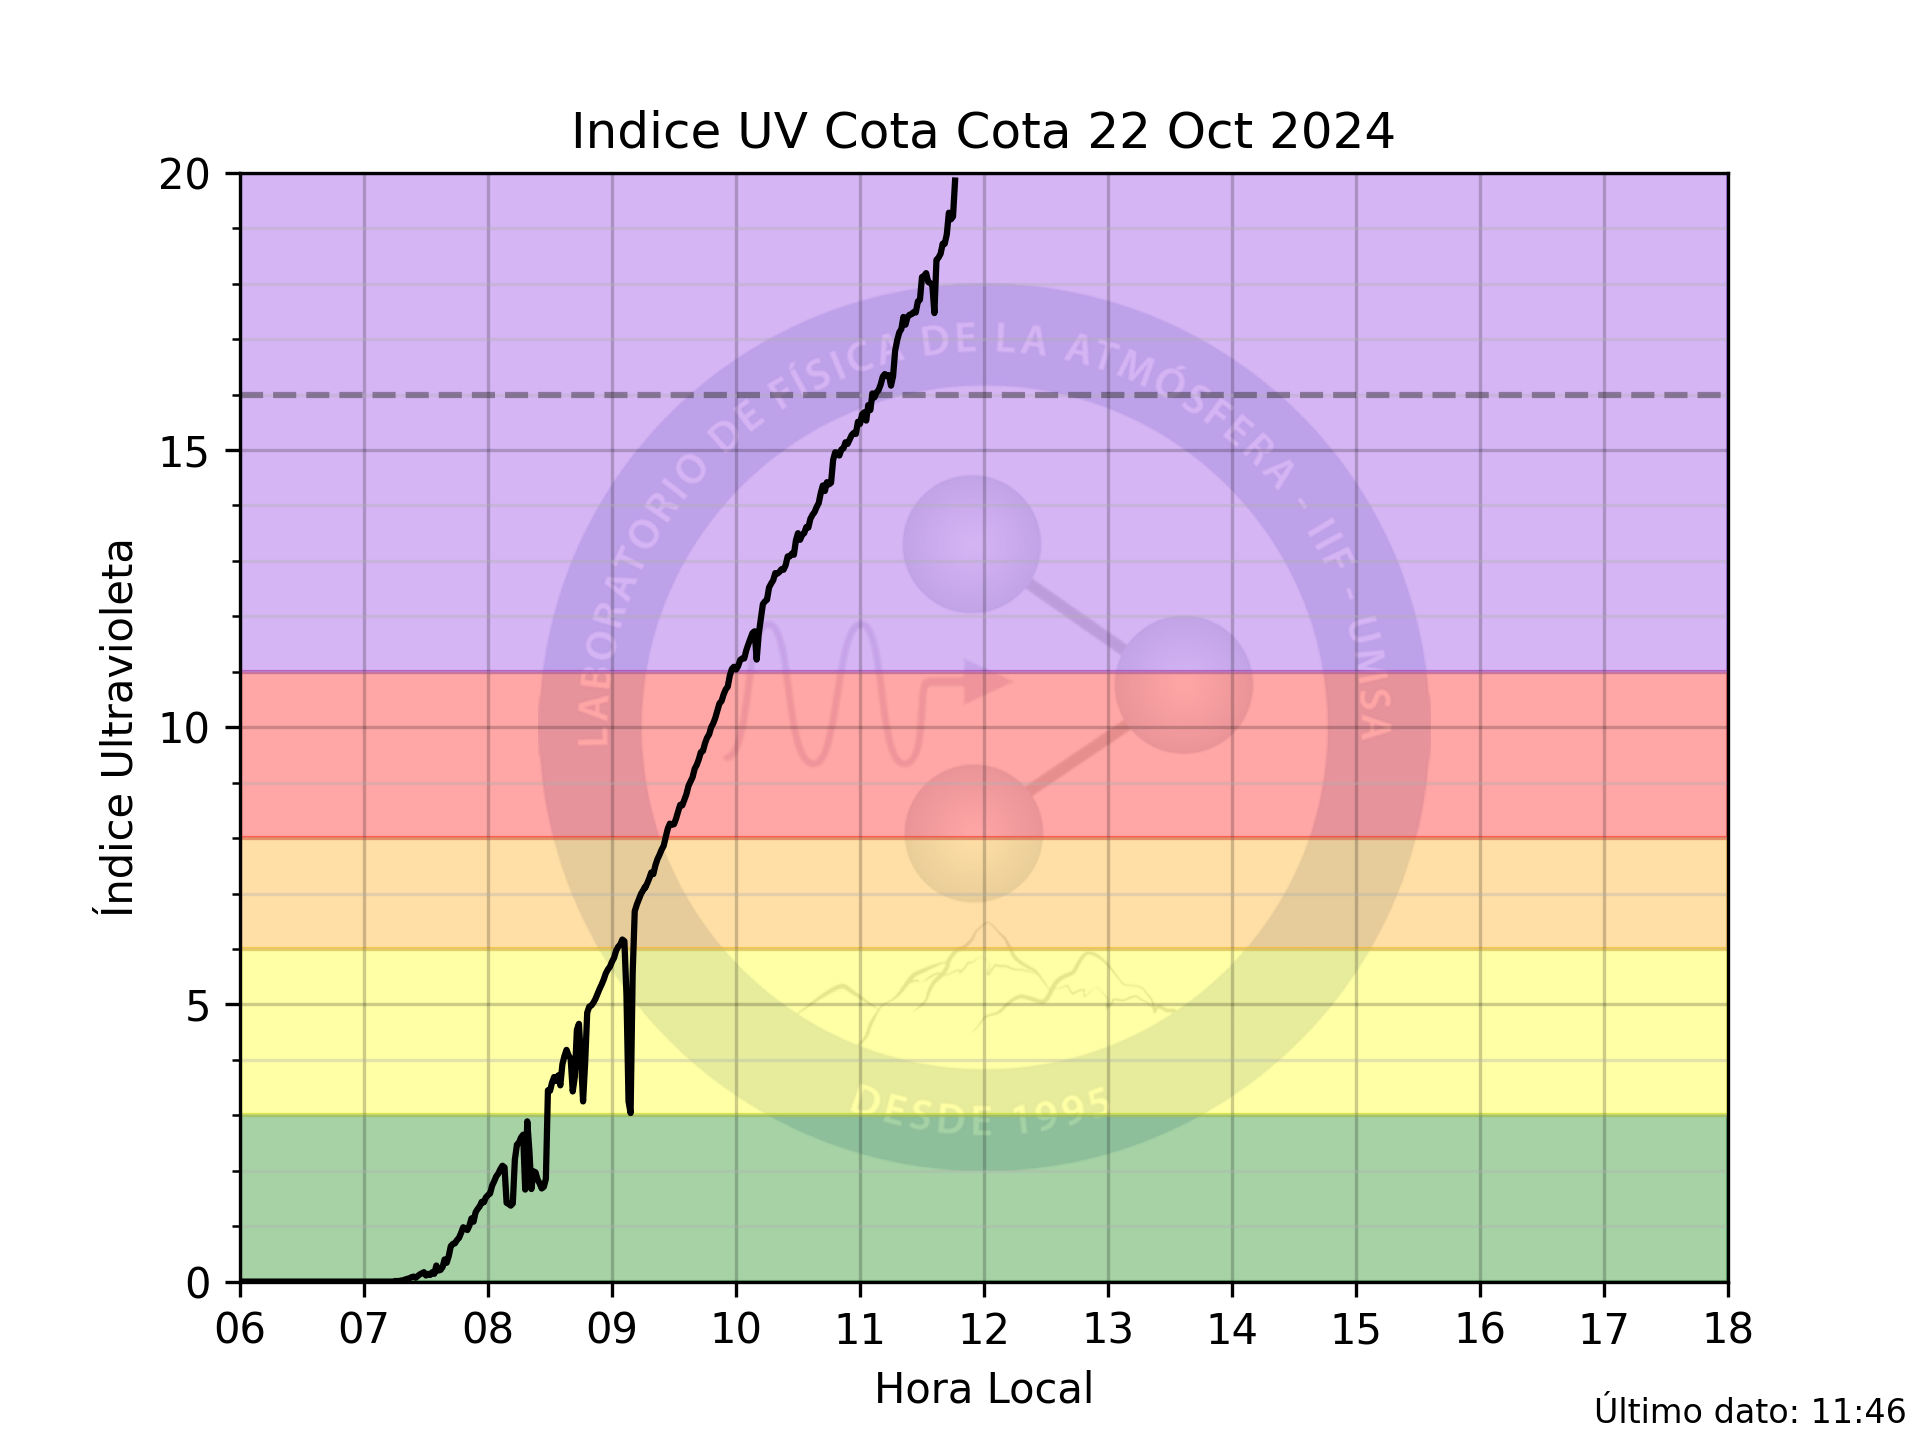 Indice UV Cota Cota 22 Oct 2024
20
15
10
5
0
Índice Ultravioleta
LABORATORIO DE FÍSICA DE LA ATMÓSFERA - IIF - UMSA
DESDE 1995
06 07 08 09 10 11 12 13 14 15 16 17 18
Hora Local
Último dato: 11:46